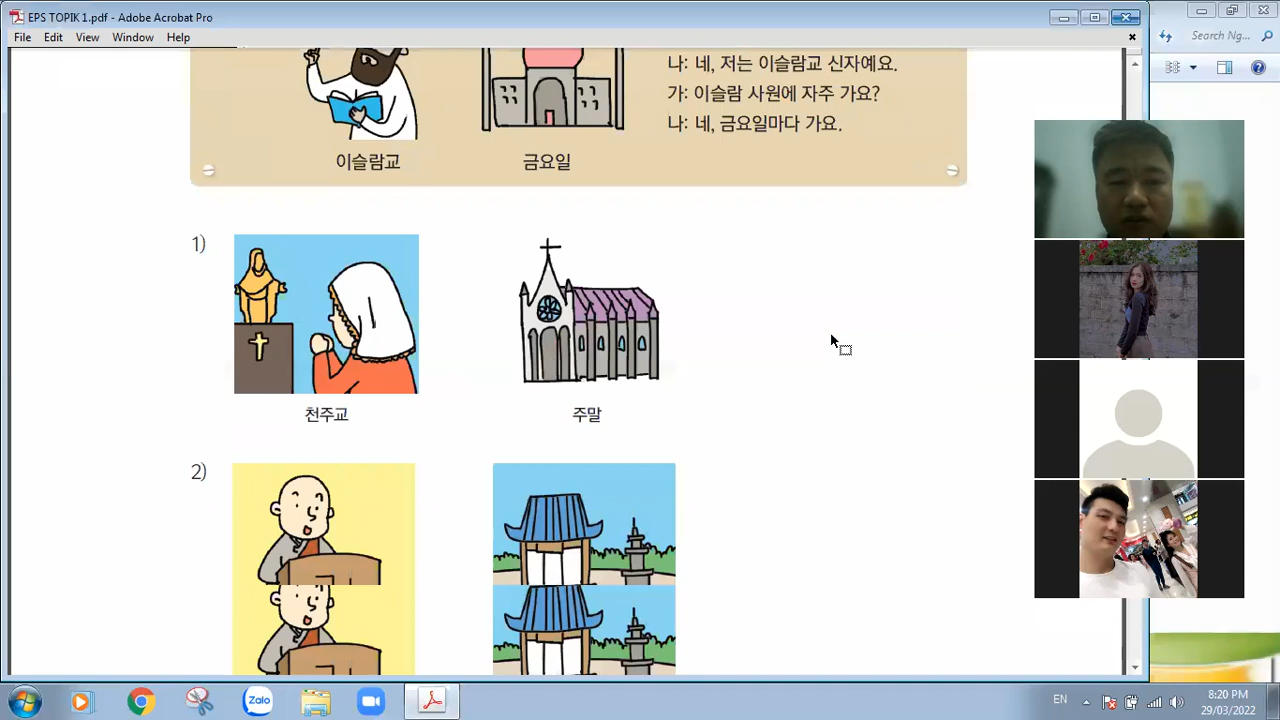 EPS TOPIK 1.pdf - Adobe Acrobat Pro
File Edit View Window Help
Search Ng...
나: 네, 저는 이슬람교 신자예요.
가: 이슬람 사원에 자주 가요?
나: 네, 금요일마다 가요.
이슬람교 금요일
1)
천주교 주말
2)
Zalo
EN
8:20 PM
29/03/2022